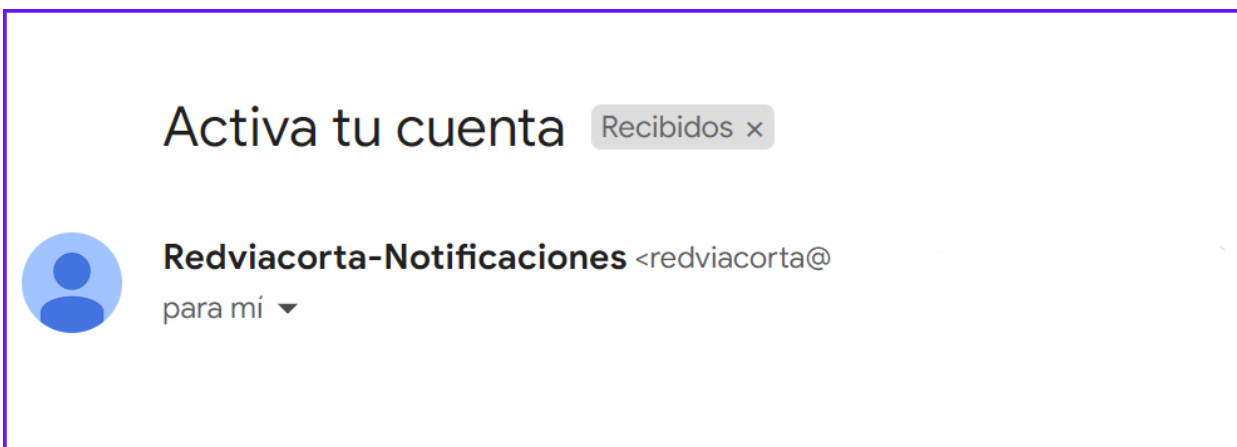 Activa tu cuenta Recibidos ×
Redviacorta-Notificaciones <redviacorta@
para mí